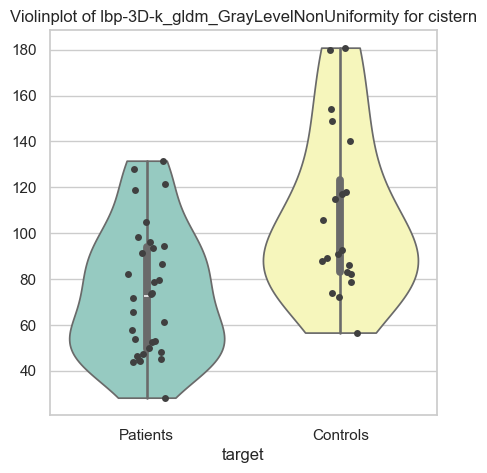 Violinplot of lbp-3D-k_gldm_GrayLevelNonUniformity for cistern
180
160
140
120
100
80
60
40
Patients Controls
target